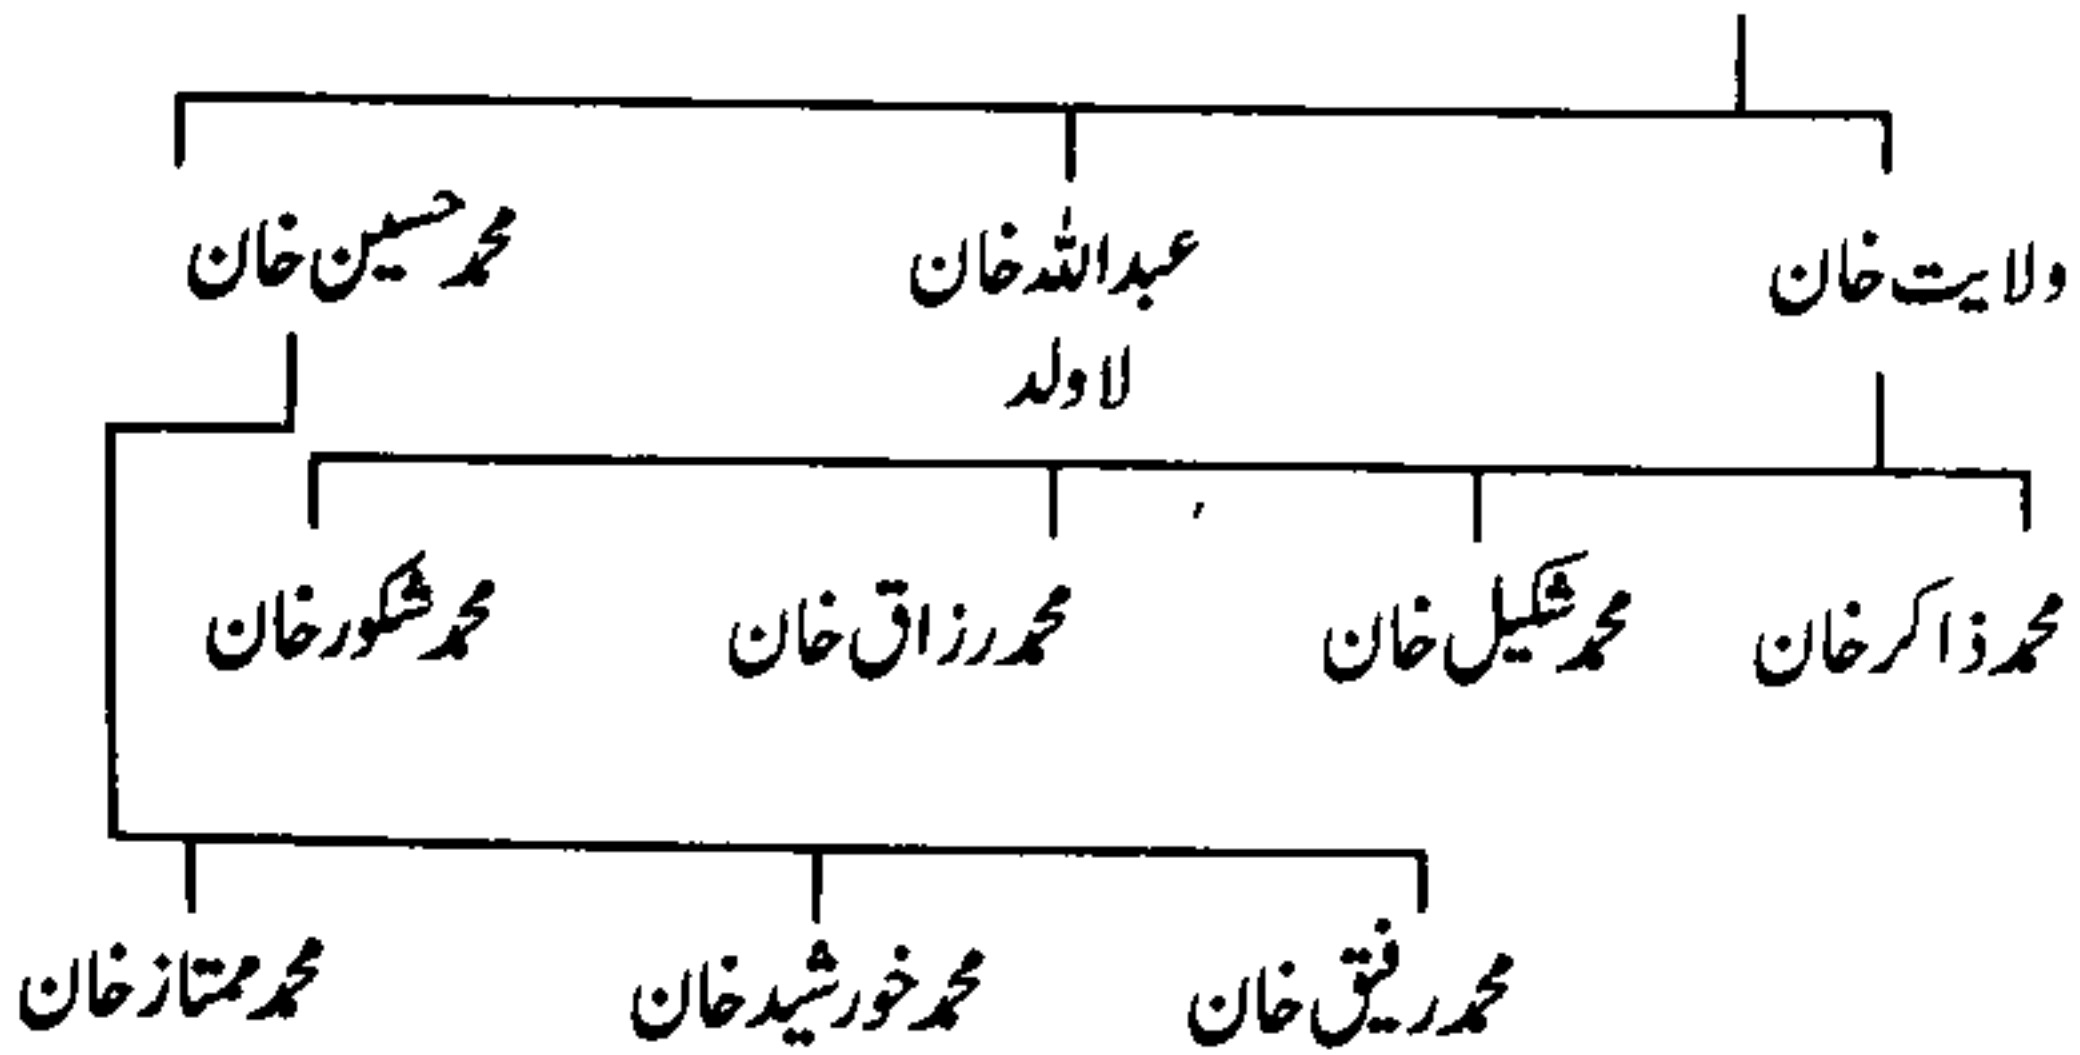 ولایت خان عبداللہ خان محمد حسین خان
لاولد
محمد ذاکر خان محمد شکیل خان محمد رزاق خان محمد شکور خان
محمد رفیق خان محمد خورشید خان محمد ممتاز خان